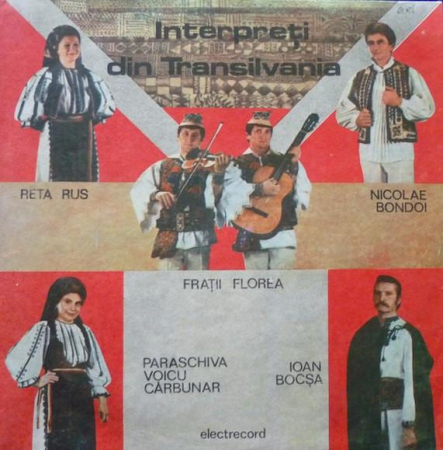 Interpreți
din Transilvania
RETA RUS
NICOLAE
BONDOI
FRAȚII FLOREA
PARASCHIVA
VOICU
CĂRBUNAR
IOAN
BOCȘA
electrecord